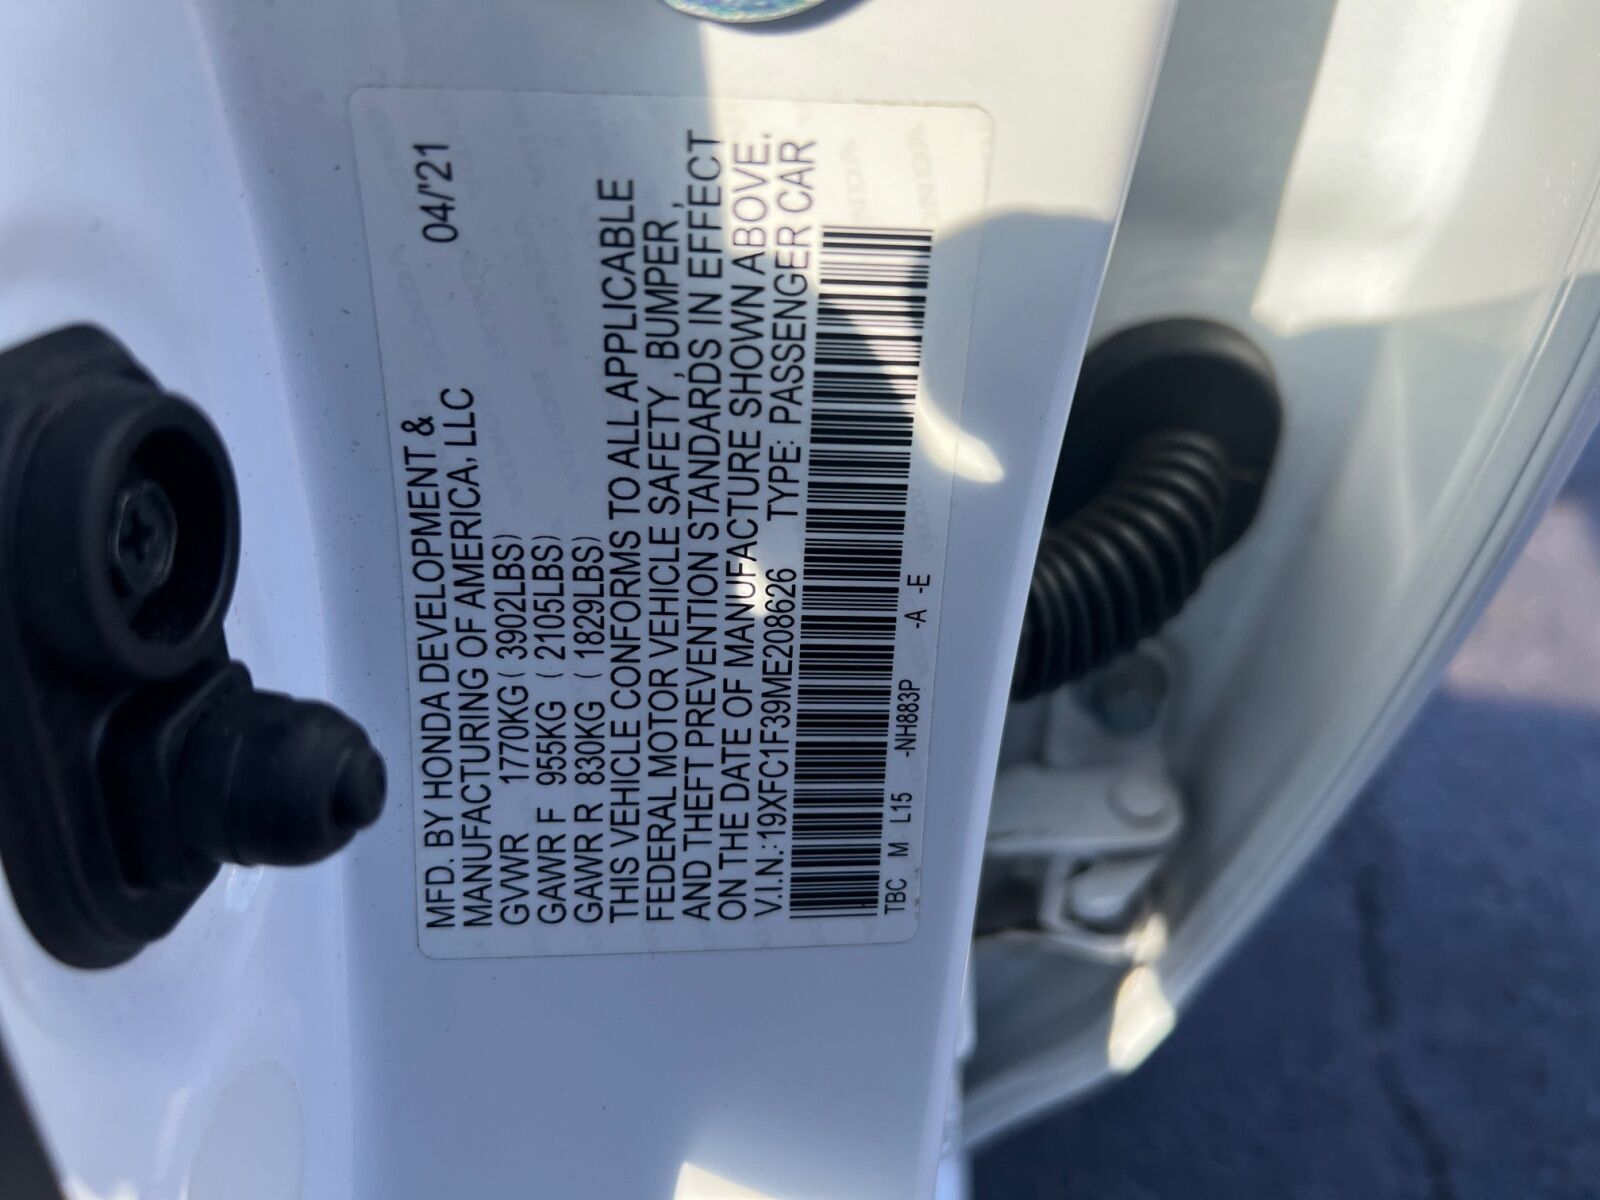 MFD. BY HONDA DEVELOPMENT & 04/'21
MANUFACTURING OF AMERICA, LLC
GVWR 1770KG ( 3902LBS)
GAWR F 955KG ( 2105LBS)
GAWR R 830KG ( 1829LBS)
THIS VEHICLE CONFORMS TO ALL APPLICABLE
FEDERAL MOTOR VEHICLE SAFETY , BUMPER ,
AND THEFT PREVENTION STANDARDS IN EFFECT
ON THE DATE OF MANUFACTURE SHOWN ABOVE.
V.I.N.: 19XFC1F39ME208626 TYPE: PASSENGER CAR
TBC M L15 -NH883P -A -E